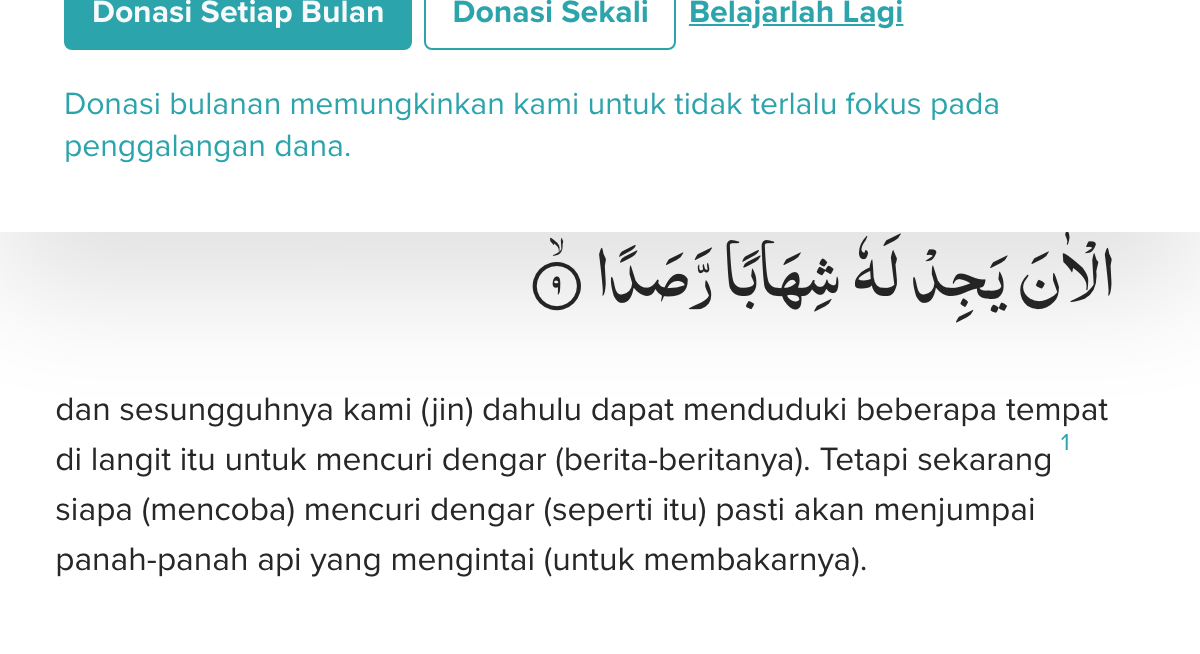 Donasi Setiap Bulan Donasi Sekali Belajarlah Lagi
Donasi bulanan memungkinkan kami untuk tidak terlalu fokus pada
penggalangan dana.
الْاٰنَ يَجِدْ لَهٗ شِهَابًا رَّصَدًاۙ ٩
dan sesungguhnya kami (jin) dahulu dapat menduduki beberapa tempat
di langit itu untuk mencuri dengar (berita-beritanya). Tetapi sekarang 1
siapa (mencoba) mencuri dengar (seperti itu) pasti akan menjumpai
panah-panah api yang mengintai (untuk membakarnya).